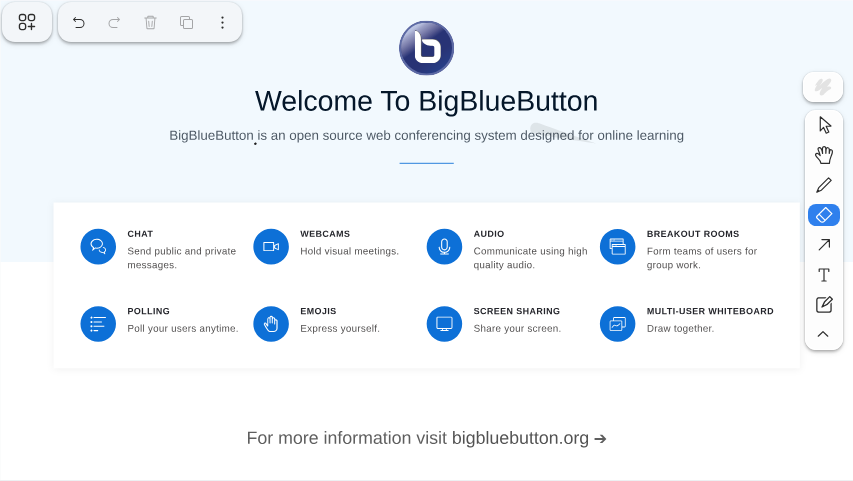 Welcome To BigBlueButton
BigBlueButton is an open source web conferencing system designed for online learning
CHAT
Send public and private
messages.
WEBCAMS
Hold visual meetings.
AUDIO
Communicate using high
quality audio.
BREAKOUT ROOMS
Form teams of users for
group work.
POLLING
Poll your users anytime.
EMOJIS
Express yourself.
SCREEN SHARING
Share your screen.
MULTI-USER WHITEBOARD
Draw together.
For more information visit bigbluebutton.org ➔